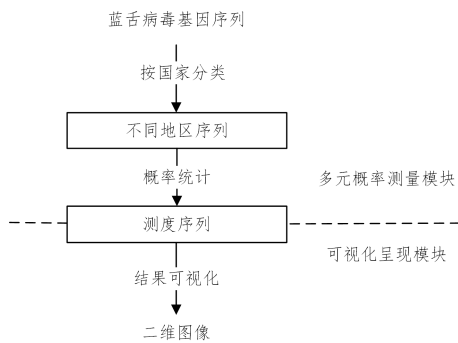 蓝舌病毒基因序列
按国家分类
不同地区序列
概率统计
多元概率测量模块
测度序列
可视化呈现模块
结果可视化
二维图像